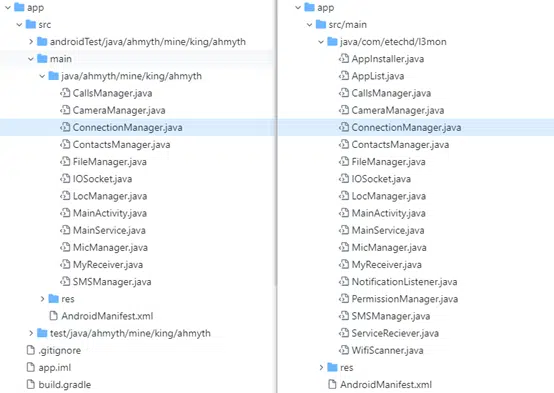 app
src
androidTest/java/ahmyth/mine/king/ahmyth
main
java/ahmyth/mine/king/ahmyth
CallsManager.java
CameraManager.java
ConnectionManager.java
ContactsManager.java
FileManager.java
IOSocket.java
LocManager.java
MainActivity.java
MainService.java
MicManager.java
MyReceiver.java
SMSManager.java
res
AndroidManifest.xml
test/java/ahmyth/mine/king/ahmyth
.gitignore
app.iml
build.gradle
app
src/main
java/com/etechd/l3mon
AppInstaller.java
AppList.java
CallsManager.java
CameraManager.java
ConnectionManager.java
ContactsManager.java
FileManager.java
IOSocket.java
LocManager.java
MainActivity.java
MainService.java
MicManager.java
MyReceiver.java
NotificationListener.java
PermissionManager.java
SMSManager.java
ServiceReciever.java
WifiScanner.java
res
AndroidManifest.xml